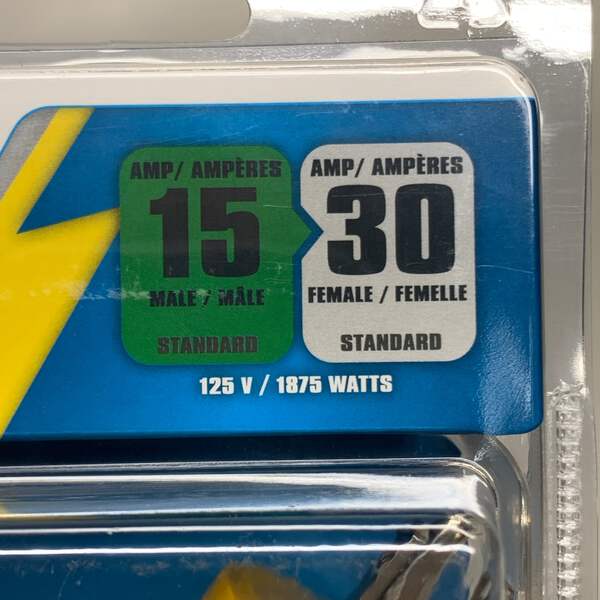 AMP/ AMPÈRES
15
MALE / MÂLE
STANDARD
AMP/ AMPÈRES
30
FEMALE / FEMELLE
STANDARD
125 V / 1875 WATTS